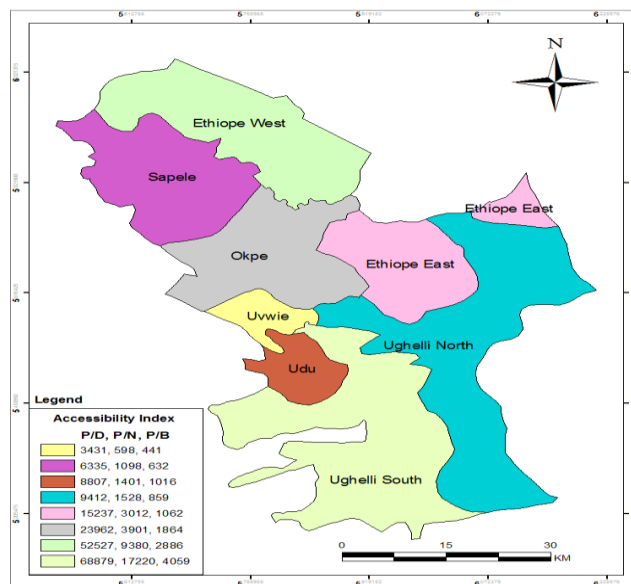 N
Ethiope West
Sapele
Ethiope East
Okpe
Ethiope East
Uvwie
Ughelli North
Udu
Legend
Accessibility Index
P/D, P/N, P/B
3431, 598, 441
6335, 1098, 632
8807, 1401, 1016
9412, 1528, 859
15237, 3012, 1062
23962, 3901, 1864
52527, 9380, 2886
68879, 17220, 4059
Ughelli South
0 15 30
KM